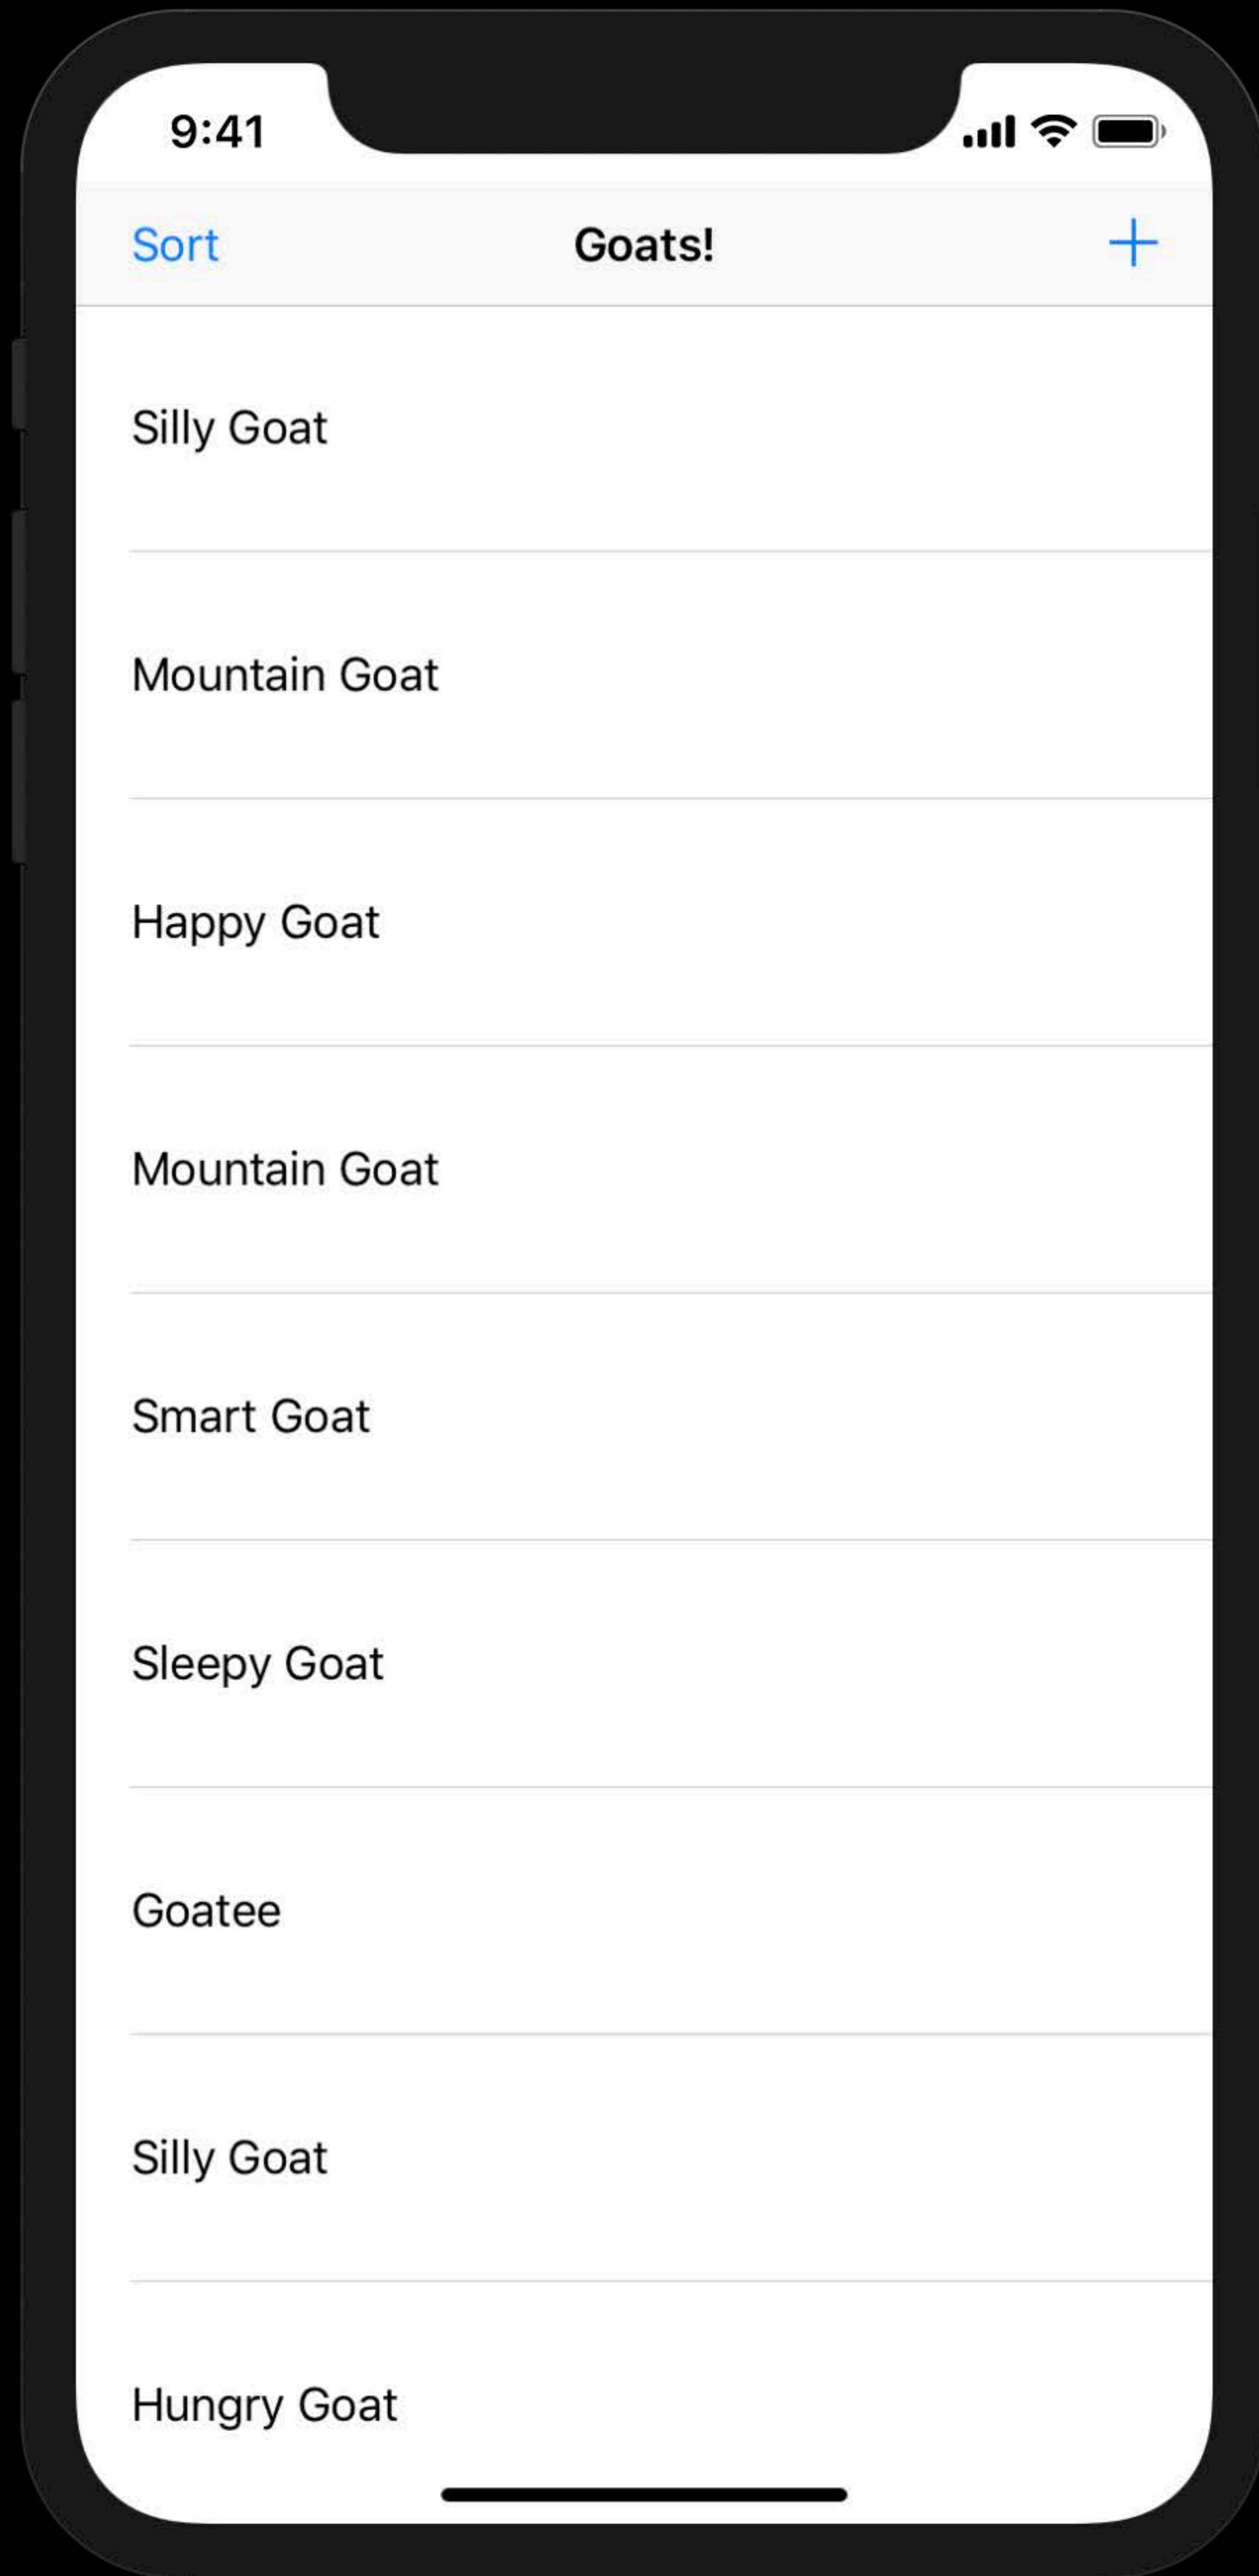 9:41
Sort Goats! +
Silly Goat
Mountain Goat
Happy Goat
Mountain Goat
Smart Goat
Sleepy Goat
Goatee
Silly Goat
Hungry Goat